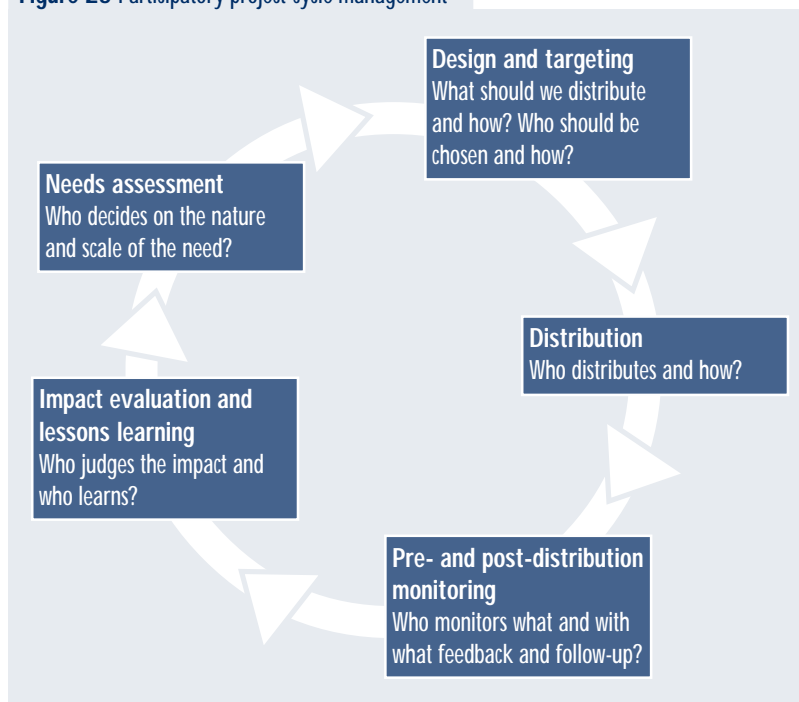 Participatory project cycle management
Design and targeting
What should we distribute
and how? Who should be
chosen and how?
Needs assessment
Who decides on the nature
and scale of the need?
Distribution
Who distributes and how?
Impact evaluation and
lessons learning
Who judges the impact and
who learns?
Pre- and post-distribution
monitoring
Who monitors what and with
what feedback and follow-up?